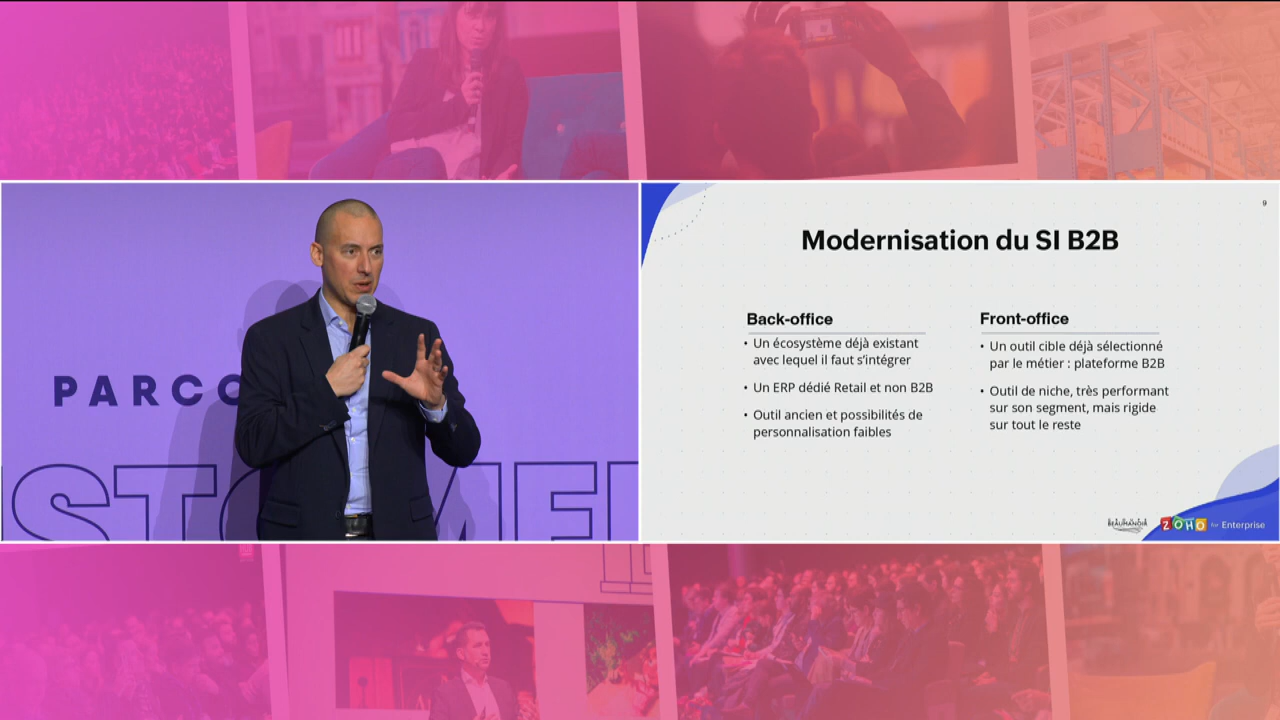 PARCO
STOMER
9
Modernisation du SI B2B
Back-office
• Un écosystème déjà existant
avec lequel il faut s'intégrer
• Un ERP dédié Retail et non B2B
• Outil ancien et possibilités de
personnalisation faibles
Front-office
• Un outil cible déjà sélectionné
par le métier : plateforme B2B
• Outil de niche, très performant
sur son segment, mais rigide
sur tout le reste
BEAUMANOIR
ZOHO for Enterprise